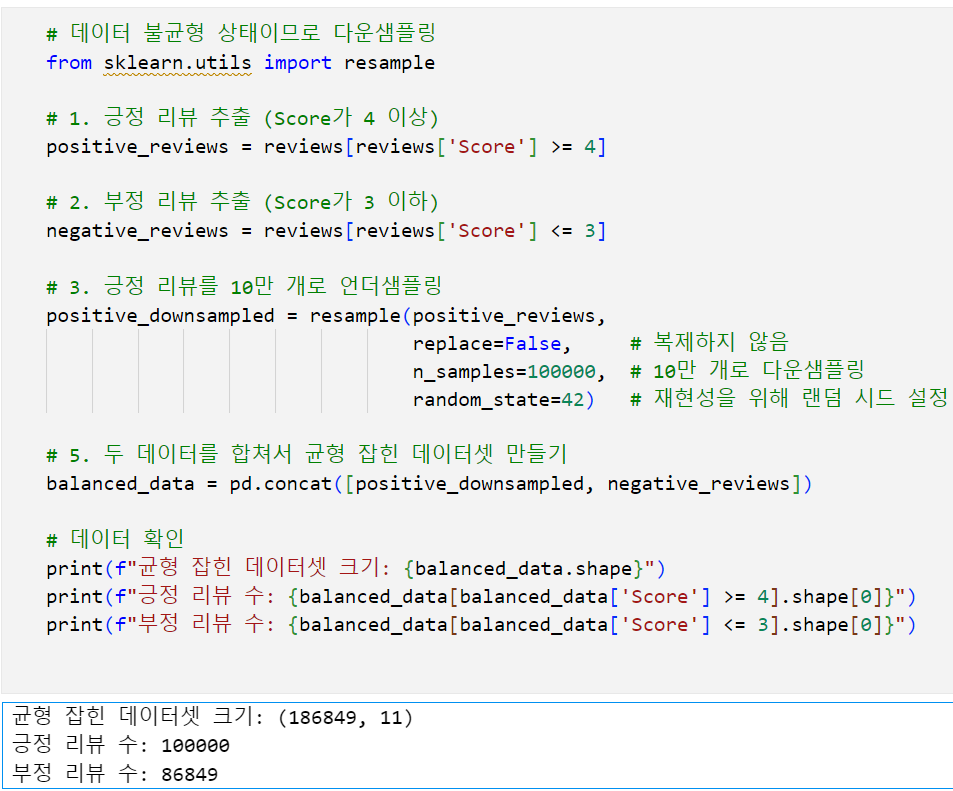 # 데이터 불균형 상태이므로 다운샘플링
from sklearn.utils import resample
# 1. 긍정 리뷰 추출 (Score가 4 이상)
positive_reviews = reviews[reviews['Score'] >= 4]
# 2. 부정 리뷰 추출 (Score가 3 이하)
negative_reviews = reviews[reviews['Score'] <= 3]
# 3. 긍정 리뷰를 10만 개로 언더샘플링
positive_downsampled = resample(positive_reviews,
replace=False, # 복제하지 않음
n_samples=100000, # 10만 개로 다운샘플링
random_state=42) # 재현성을 위해 랜덤 시드 설정
# 5. 두 데이터를 합쳐서 균형 잡힌 데이터셋 만들기
balanced_data = pd.concat([positive_downsampled, negative_reviews])
# 데이터 확인
print(f"균형 잡힌 데이터셋 크기: {balanced_data.shape}")
print(f"긍정 리뷰 수: {balanced_data[balanced_data['Score'] >= 4].shape[0]}")
print(f"부정 리뷰 수: {balanced_data[balanced_data['Score'] <= 3].shape[0]}")
균형 잡힌 데이터셋 크기: (186849, 11)
긍정 리뷰 수: 100000
부정 리뷰 수: 86849